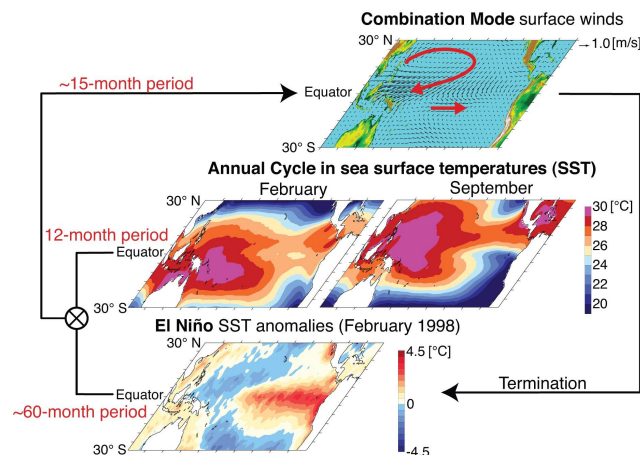 Combination Mode surface winds
30° N
1.0 [m/s]
~15-month period
Equator
30° S
Annual Cycle in sea surface temperatures (SST)
30° N
February
September
30 [°C]
28
26
24
22
20
12-month period
Equator
30° S
El Niño SST anomalies (February 1998)
30° N
4.5 [°C]
0
-4.5
Equator
~60-month period
30° S
Termination